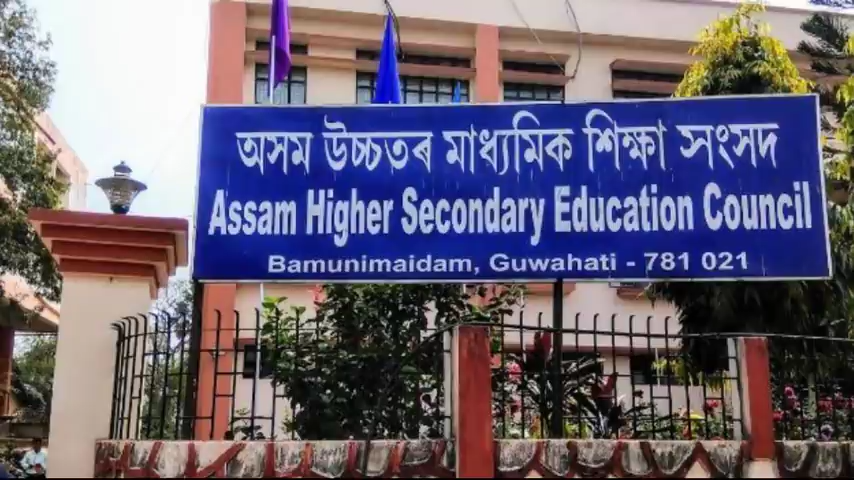 অসম উচ্চতৰ মাধ্যমিক শিক্ষা সংসদ
Assam Higher Secondary Education Council
Bamunimaidam, Guwahati - 781 021